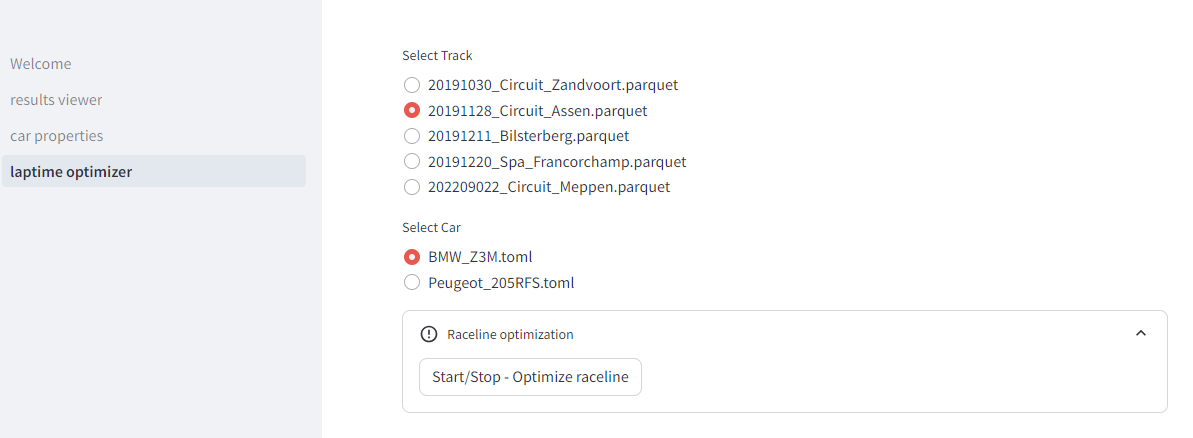 Welcome
results viewer
car properties
laptime optimizer
Select Track
20191030_Circuit_Zandvoort.parquet
20191128_Circuit_Assen.parquet
20191211_Bilsterberg.parquet
20191220_Spa_Francorchamp.parquet
202209022_Circuit_Meppen.parquet
Select Car
BMW_Z3M.toml
Peugeot_205RFS.toml
Raceline optimization
Start/Stop - Optimize raceline